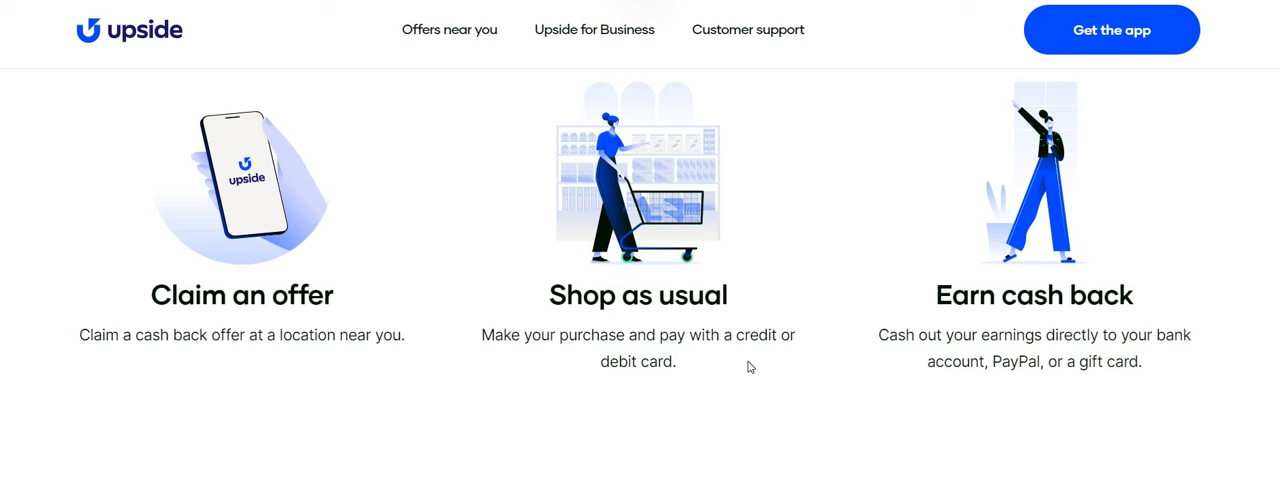 upside
Offers near you
Upside for Business
Customer support
Get the app
upside
Claim an offer
Claim a cash back offer at a location near you.
Shop as usual
Make your purchase and pay with a credit or
debit card.
Earn cash back
Cash out your earnings directly to your bank
account, PayPal, or a gift card.